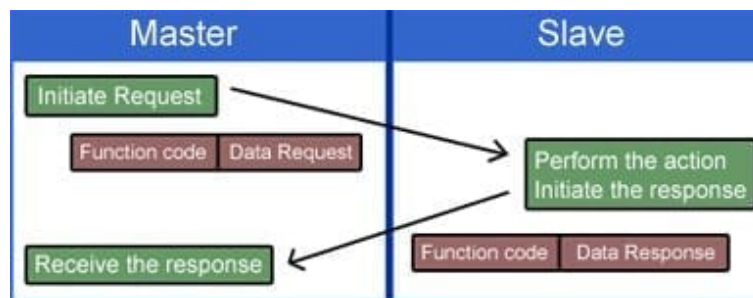 Master
Slave
Initiate Request
Function code
Data Request
Perform the action
Initiate the response
Receive the response
Function code
Data Response